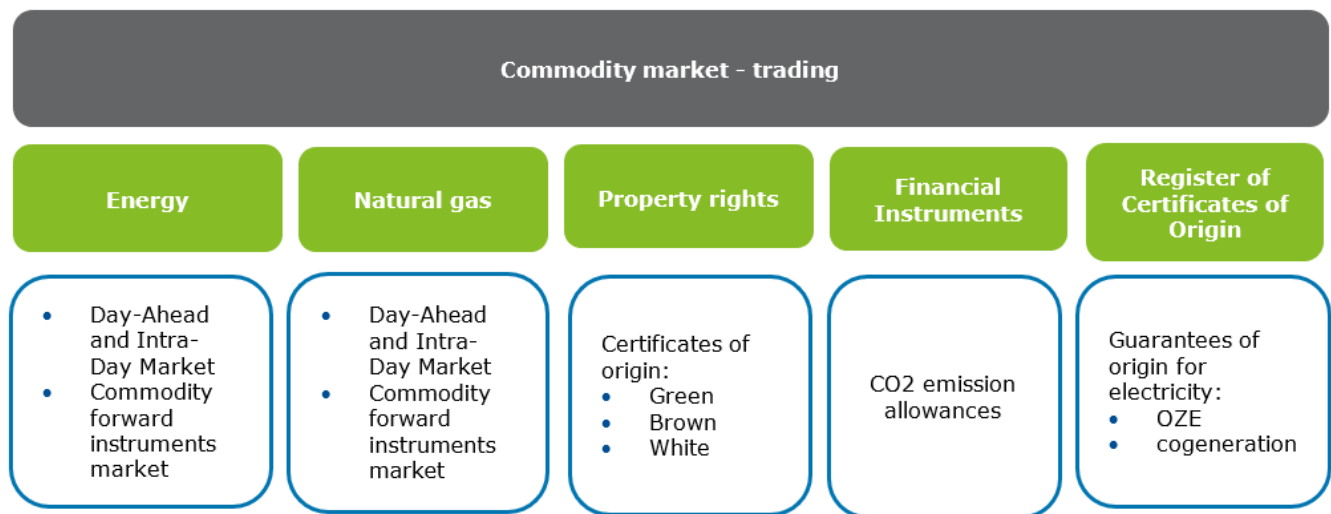 Commodity market - trading
Energy
Natural gas
Property rights
Financial
Instruments
Register of
Certificates of
Origin
• Day-Ahead
and Intra-
Day Market
• Commodity
forward
instruments
market
• Day-Ahead
and Intra-
Day Market
• Commodity
forward
instruments
market
Certificates of
origin:
• Green
• Brown
• White
CO2 emission
allowances
Guarantees of
origin for
electricity:
• OZE
• cogeneration